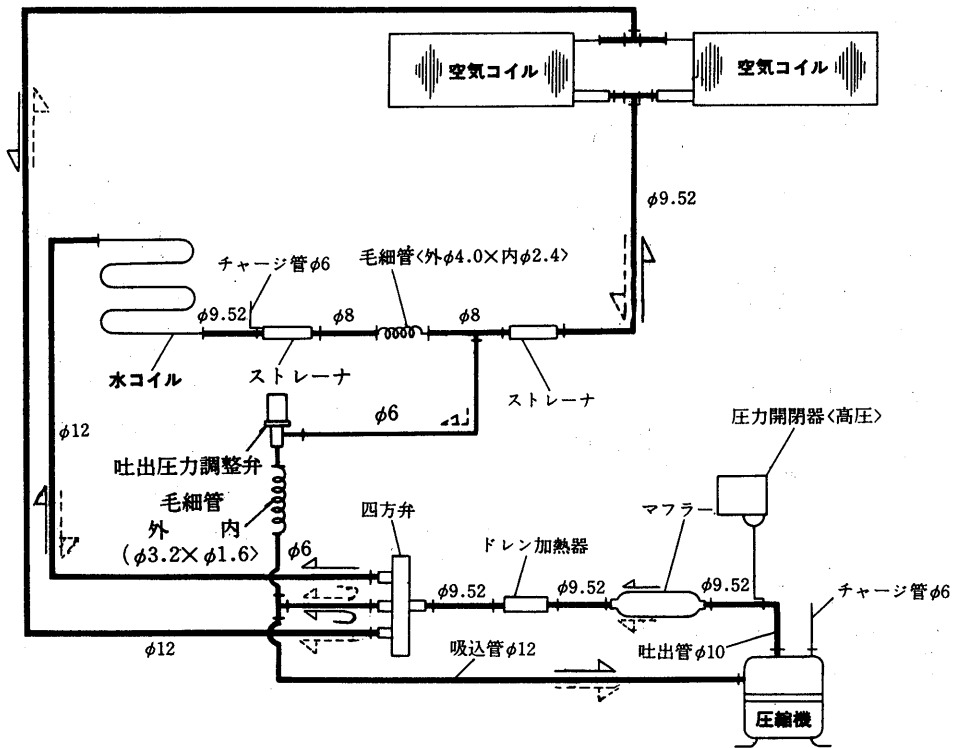 空気コイル
空気コイル
φ9.52
チャージ管φ6
毛細管<外φ4.0×内φ2.4>
φ9.52
φ8
φ8
水コイル
ストレーナ
ストレーナ
φ12
φ6
圧力開閉器<高圧>
吐出圧力調整弁
毛細管
外 内
(φ3.2×φ1.6>
四方弁
マフラー
φ6
ドレン加熱器
φ9.52
φ9.52
φ9.52
チャージ管φ6
φ12
吸込管φ12
吐出管φ10
圧縮機